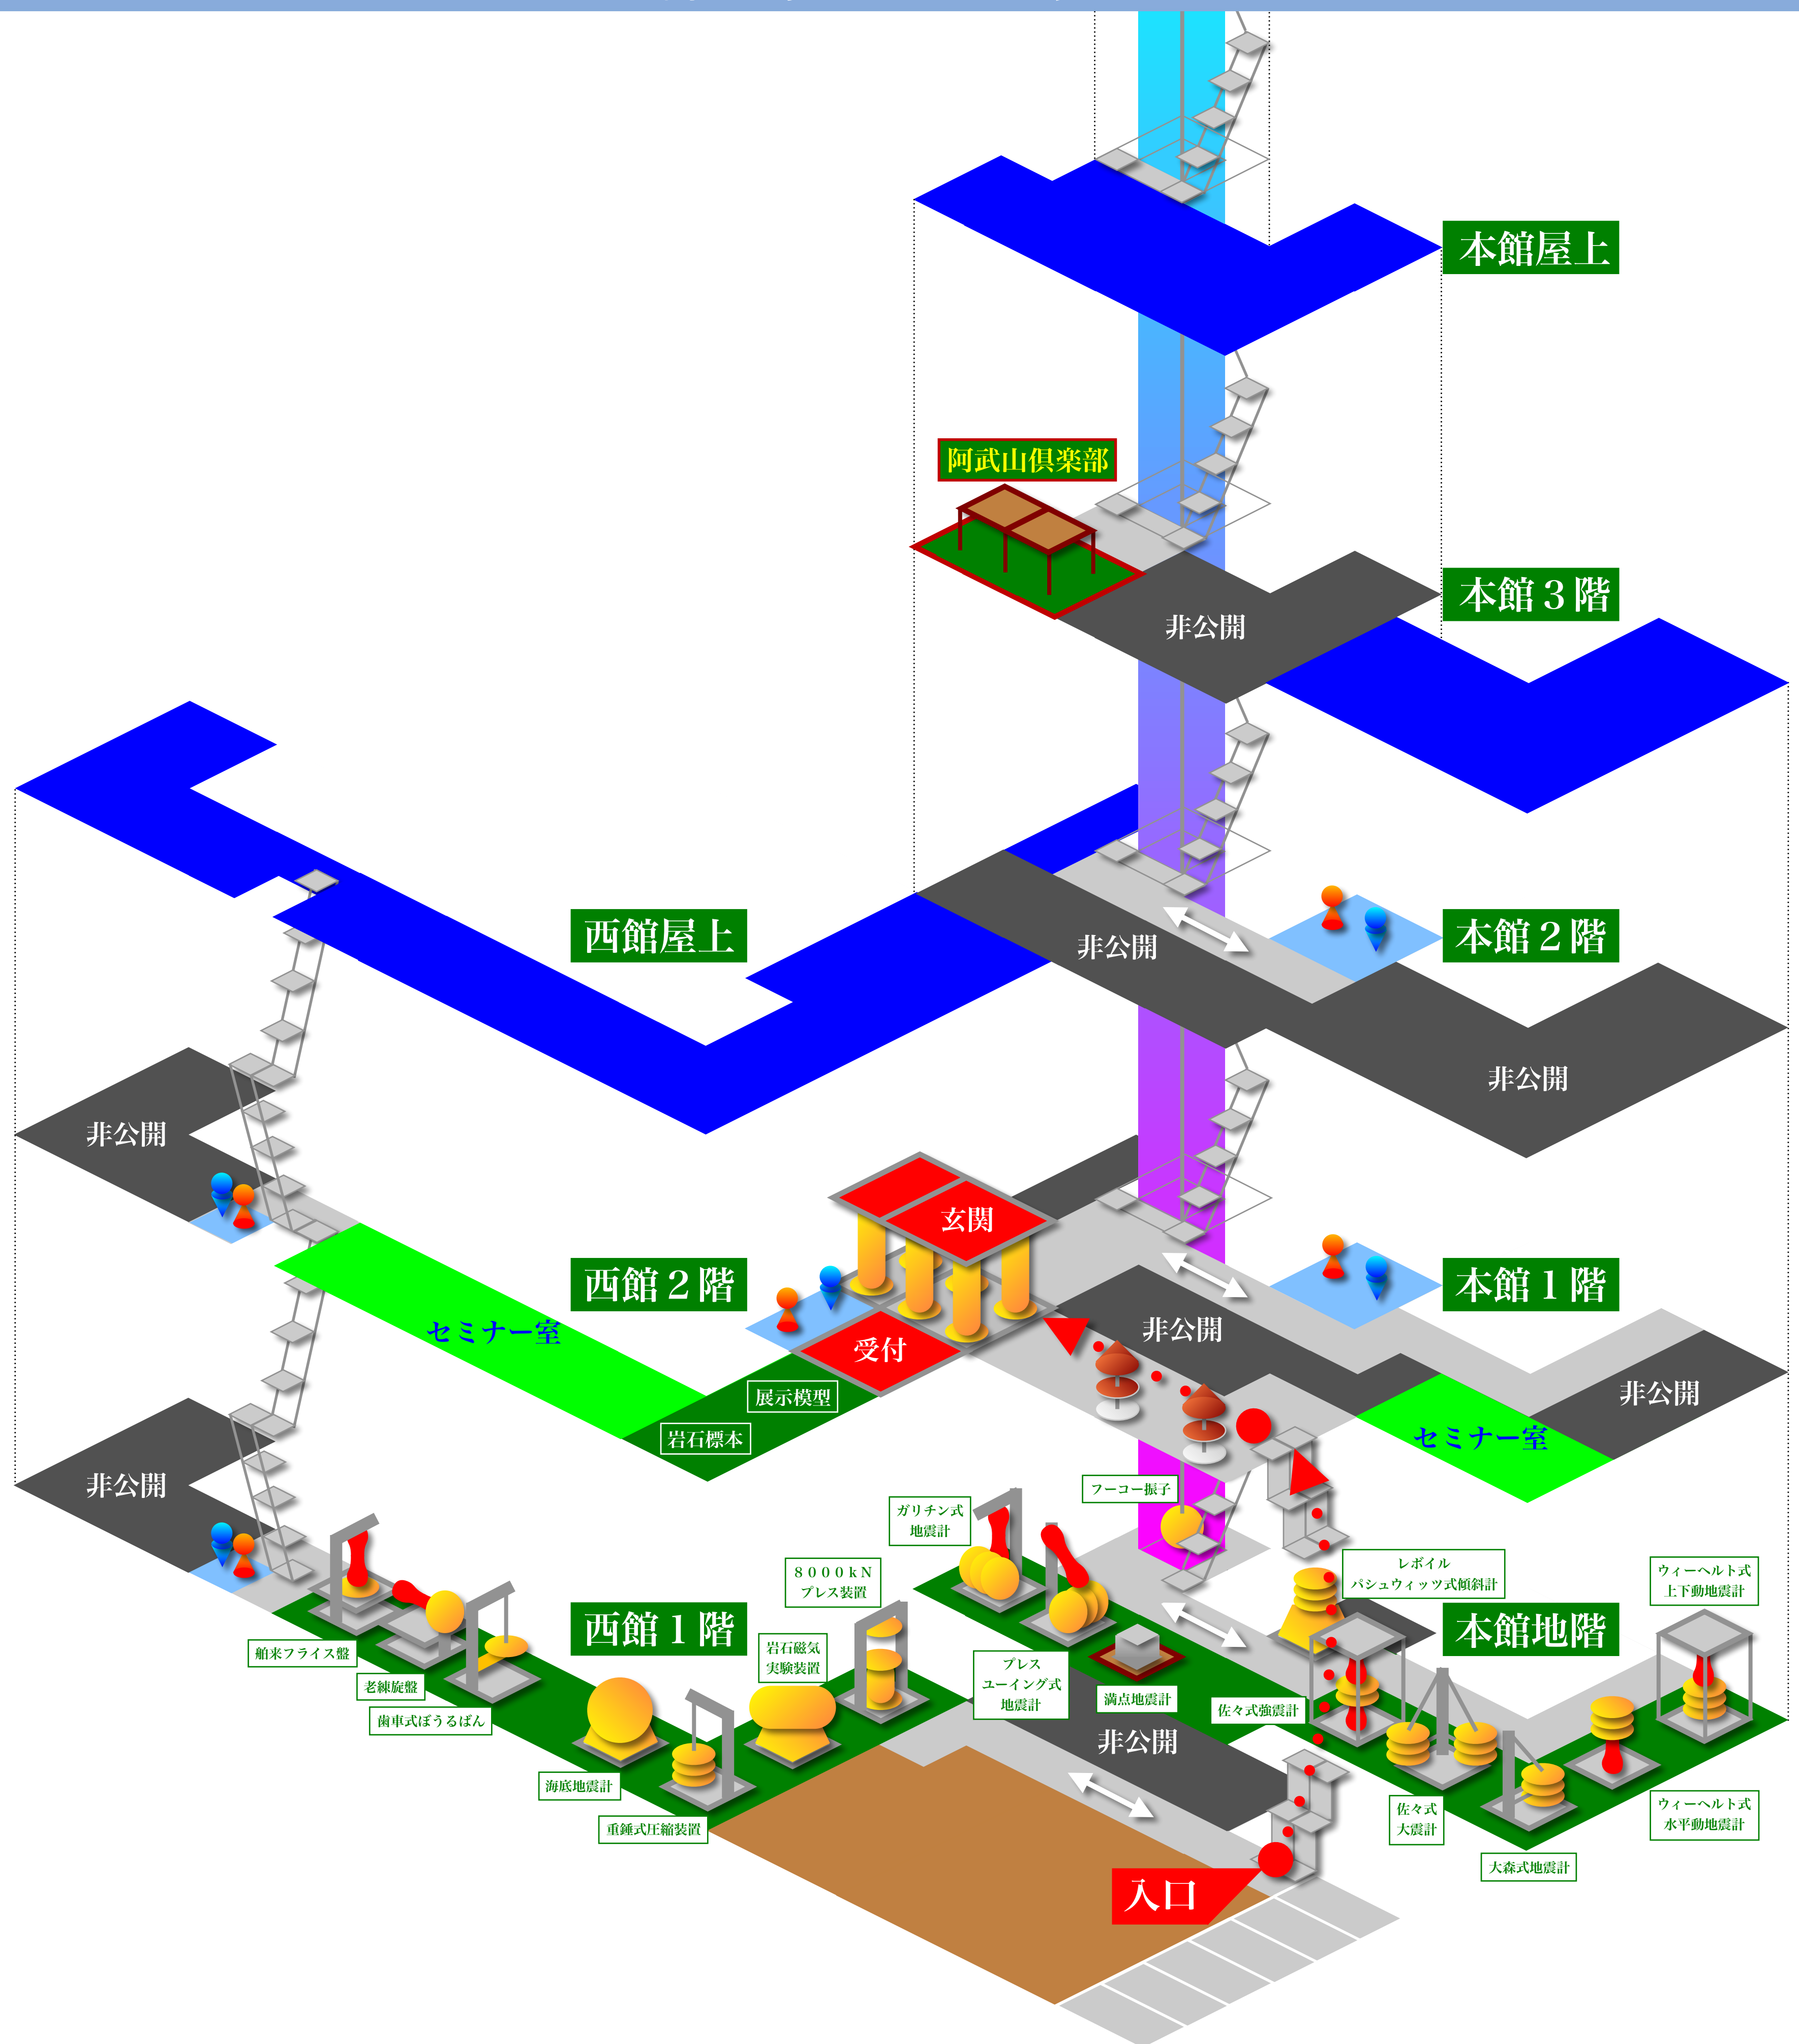 本館屋上
阿武山倶楽部
本館３階
非公開
西館屋上
本館２階
非公開
非公開
非公開
玄関
西館２階
本館１階
セミナー室
受付
非公開
非公開
展示模型
岩石標本
セミナー室
非公開
フーコー振子
ガリチン式
地震計
８０００ｋＮ
プレス装置
レボイル
パシュウィッツ式傾斜計
ウィーヘルト式
上下動地震計
西館１階
本館地階
舶来フライス盤
岩石磁気
実験装置
プレス
ユーイング式
地震計
老練旋盤
満点地震計
佐々式強震計
歯車式ぼうるばん
非公開
海底地震計
重錘式圧縮装置
佐々式
大震計
ウィーヘルト式
水平動地震計
大森式地震計
入口